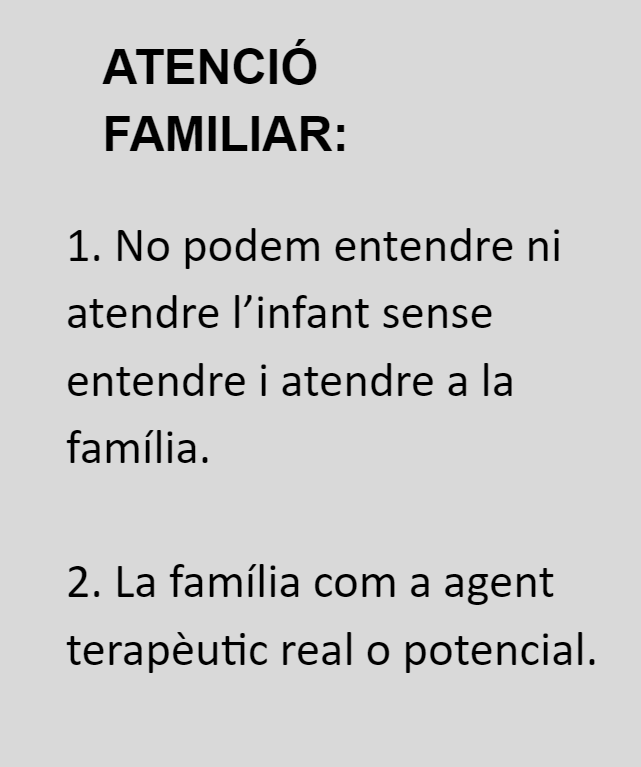 ATENCIÓ
FAMILIAR:
1. No podem entendre ni
atendre l’infant sense
entendre i atendre a la
família.
2. La família com a agent
terapèutic real o potencial.